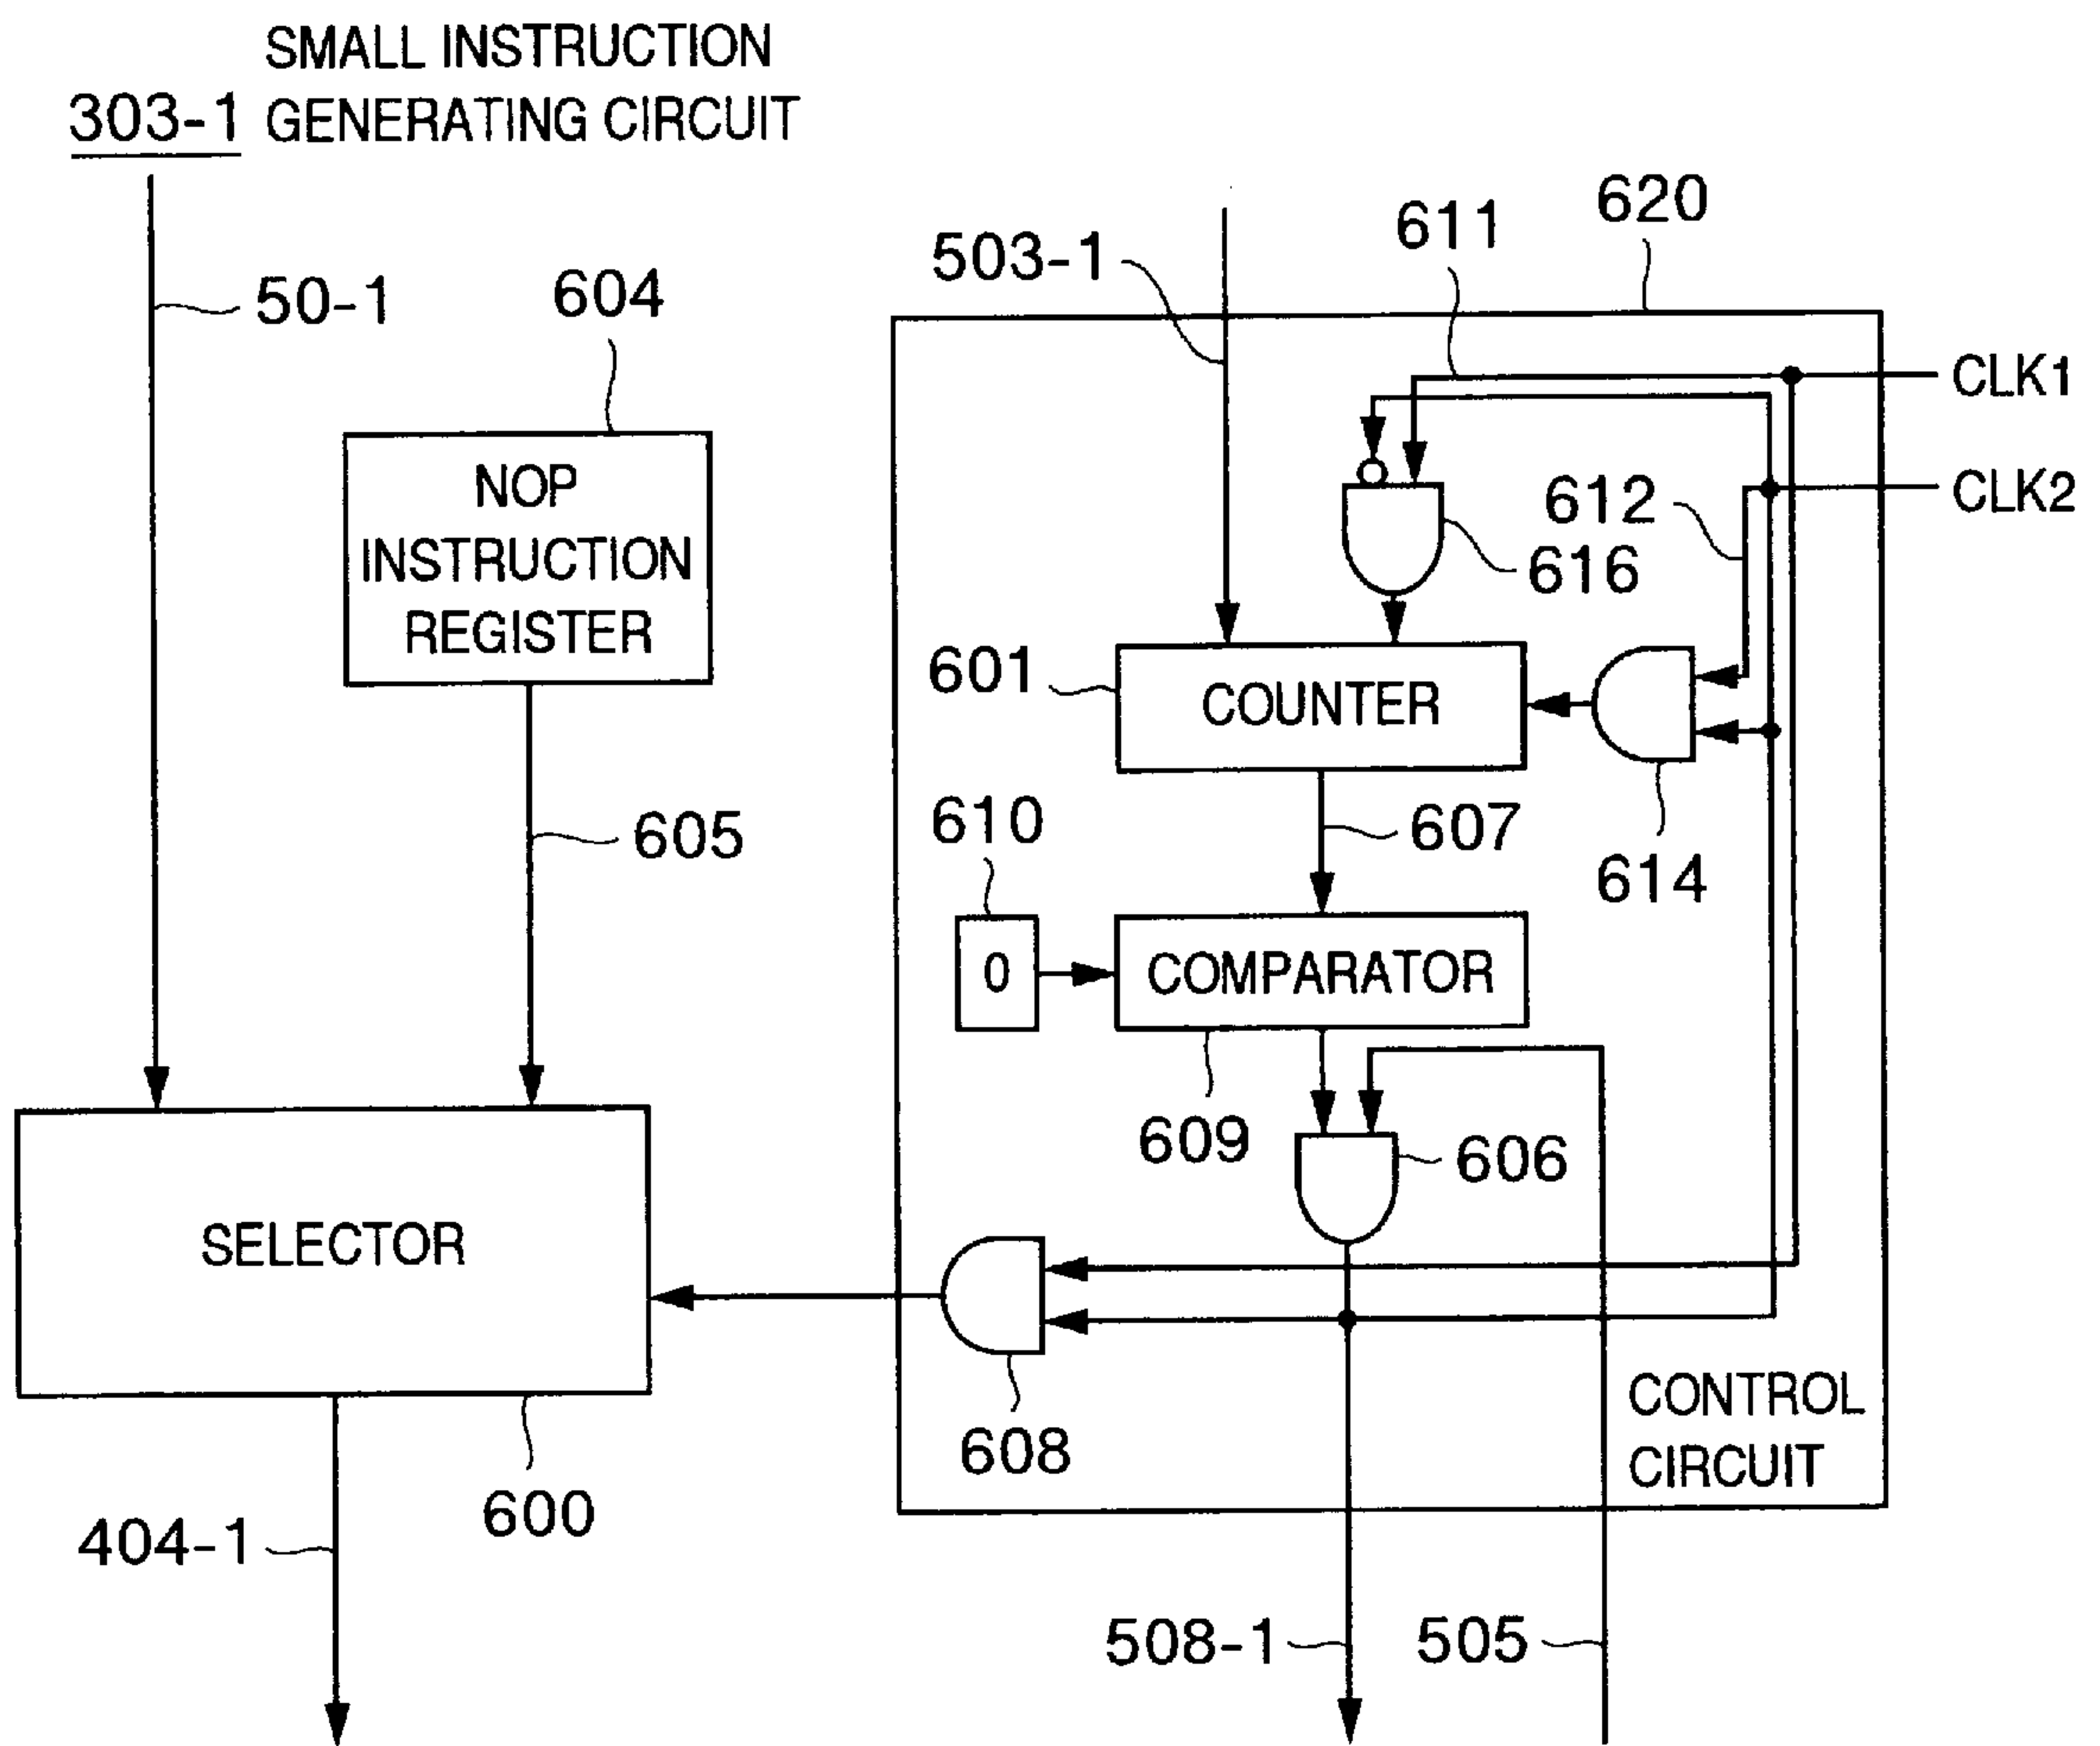 SMALL INSTRUCTION
303-1 GENERATING CIRCUIT
620
611
503-1
50-1
604
CLK1
NOP
INSTRUCTION
REGISTER
612
CLK2
616
601
COUNTER
605
610
607
614
0
COMPARATOR
609
606
SELECTOR
CONTROL
CIRCUIT
608
600
404-1
508-1
505